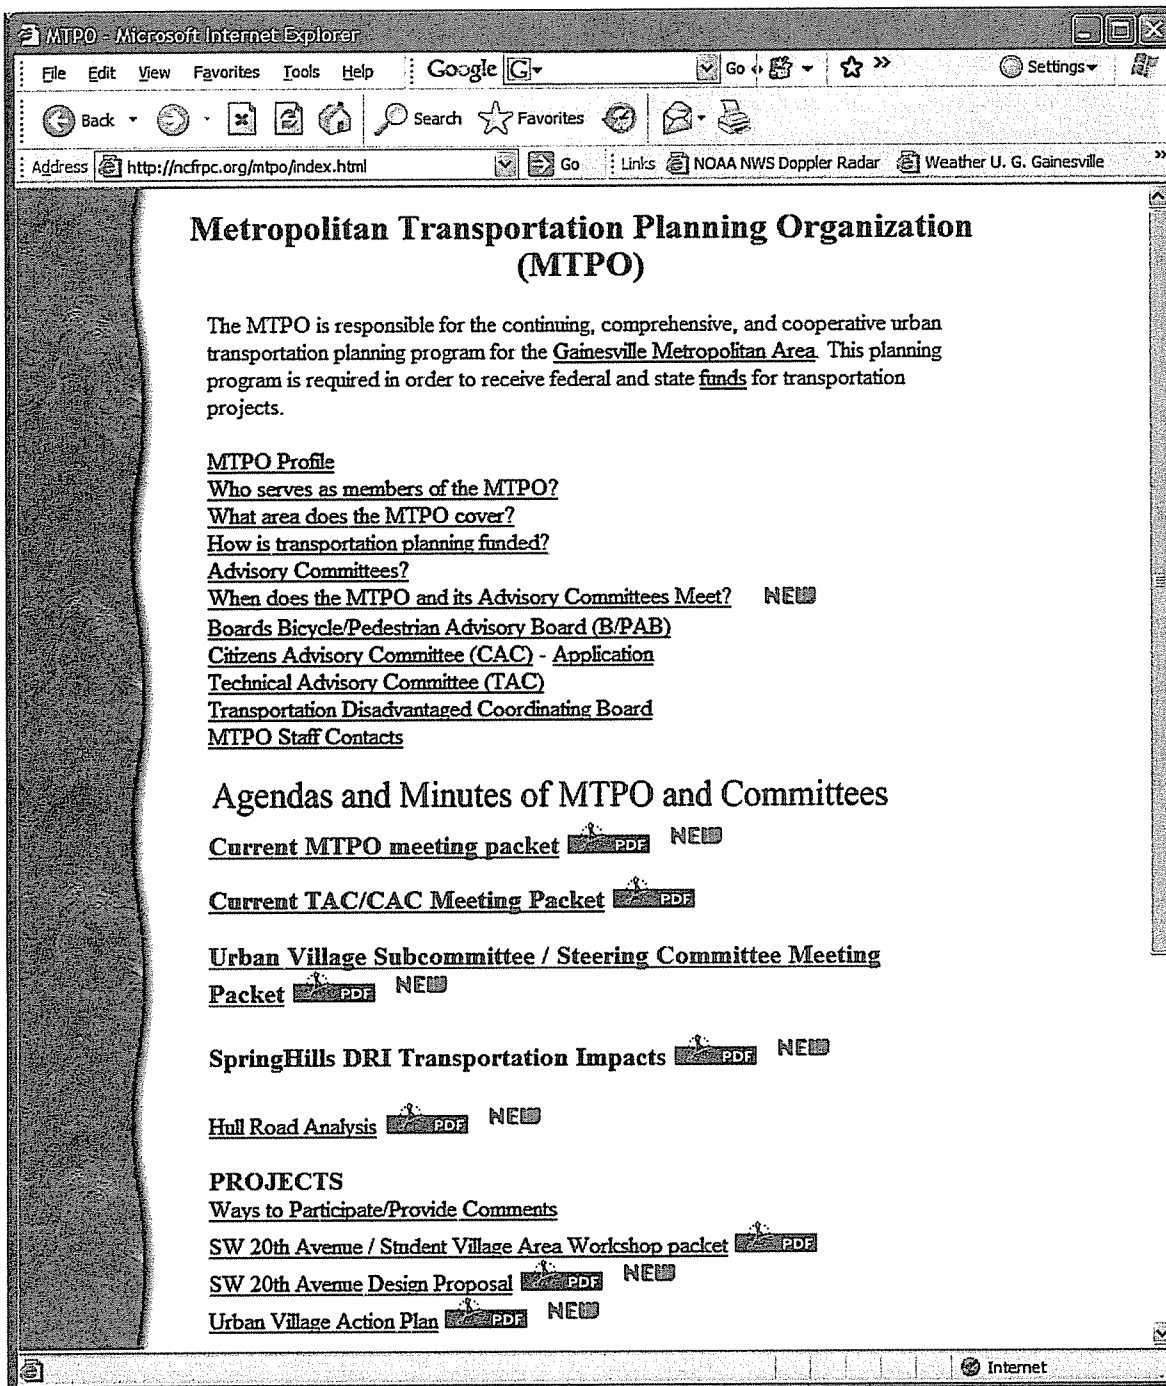 MTPO - Microsoft Internet Explorer
File Edit View Favorites Tools Help Google G Go Settings
Back Search Favorites
Address http://ncfrpc.org/mtpo/index.html Go Links NOAA NWS Doppler Radar Weather U. G. Gainesville
Metropolitan Transportation Planning Organization
(MTPO)
The MTPO is responsible for the continuing, comprehensive, and cooperative urban
transportation planning program for the Gainesville Metropolitan Area. This planning
program is required in order to receive federal and state funds for transportation
projects.
MTPO Profile
Who serves as members of the MTPO?
What area does the MTPO cover?
How is transportation planning funded?
Advisory Committees?
When does the MTPO and its Advisory Committees Meet? NEW
Boards Bicycle/Pedestrian Advisory Board (B/PAB)
Citizens Advisory Committee (CAC) - Application
Technical Advisory Committee (TAC)
Transportation Disadvantaged Coordinating Board
MTPO Staff Contacts
Agendas and Minutes of MTPO and Committees
Current MTPO meeting packet PDF NEW
Current TAC/CAC Meeting Packet PDF
Urban Village Subcommittee / Steering Committee Meeting
Packet PDF NEW
SpringHills DRI Transportation Impacts PDF NEW
Hull Road Analysis PDF NEW
PROJECTS
Ways to Participate/Provide Comments
SW 20th Avenue / Student Village Area Workshop packet PDF
SW 20th Avenue Design Proposal PDF NEW
Urban Village Action Plan PDF NEW
Internet